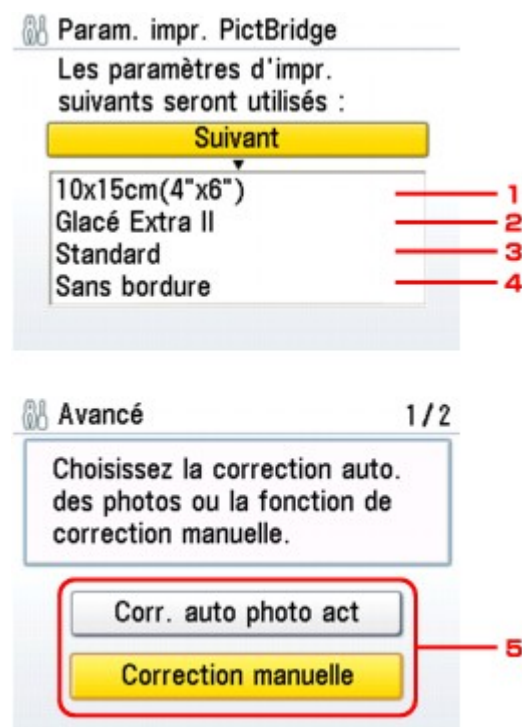 Param. impr. PictBridge
Les paramètres d'impr.
suivants seront utilisés :
Suivant
10x15cm(4"x6") 1
Glacé Extra II 2
Standard 3
Sans bordure 4
Avancé 1/2
Choisissez la correction auto.
des photos ou la fonction de
correction manuelle.
Corr. auto photo act
5
Correction manuelle